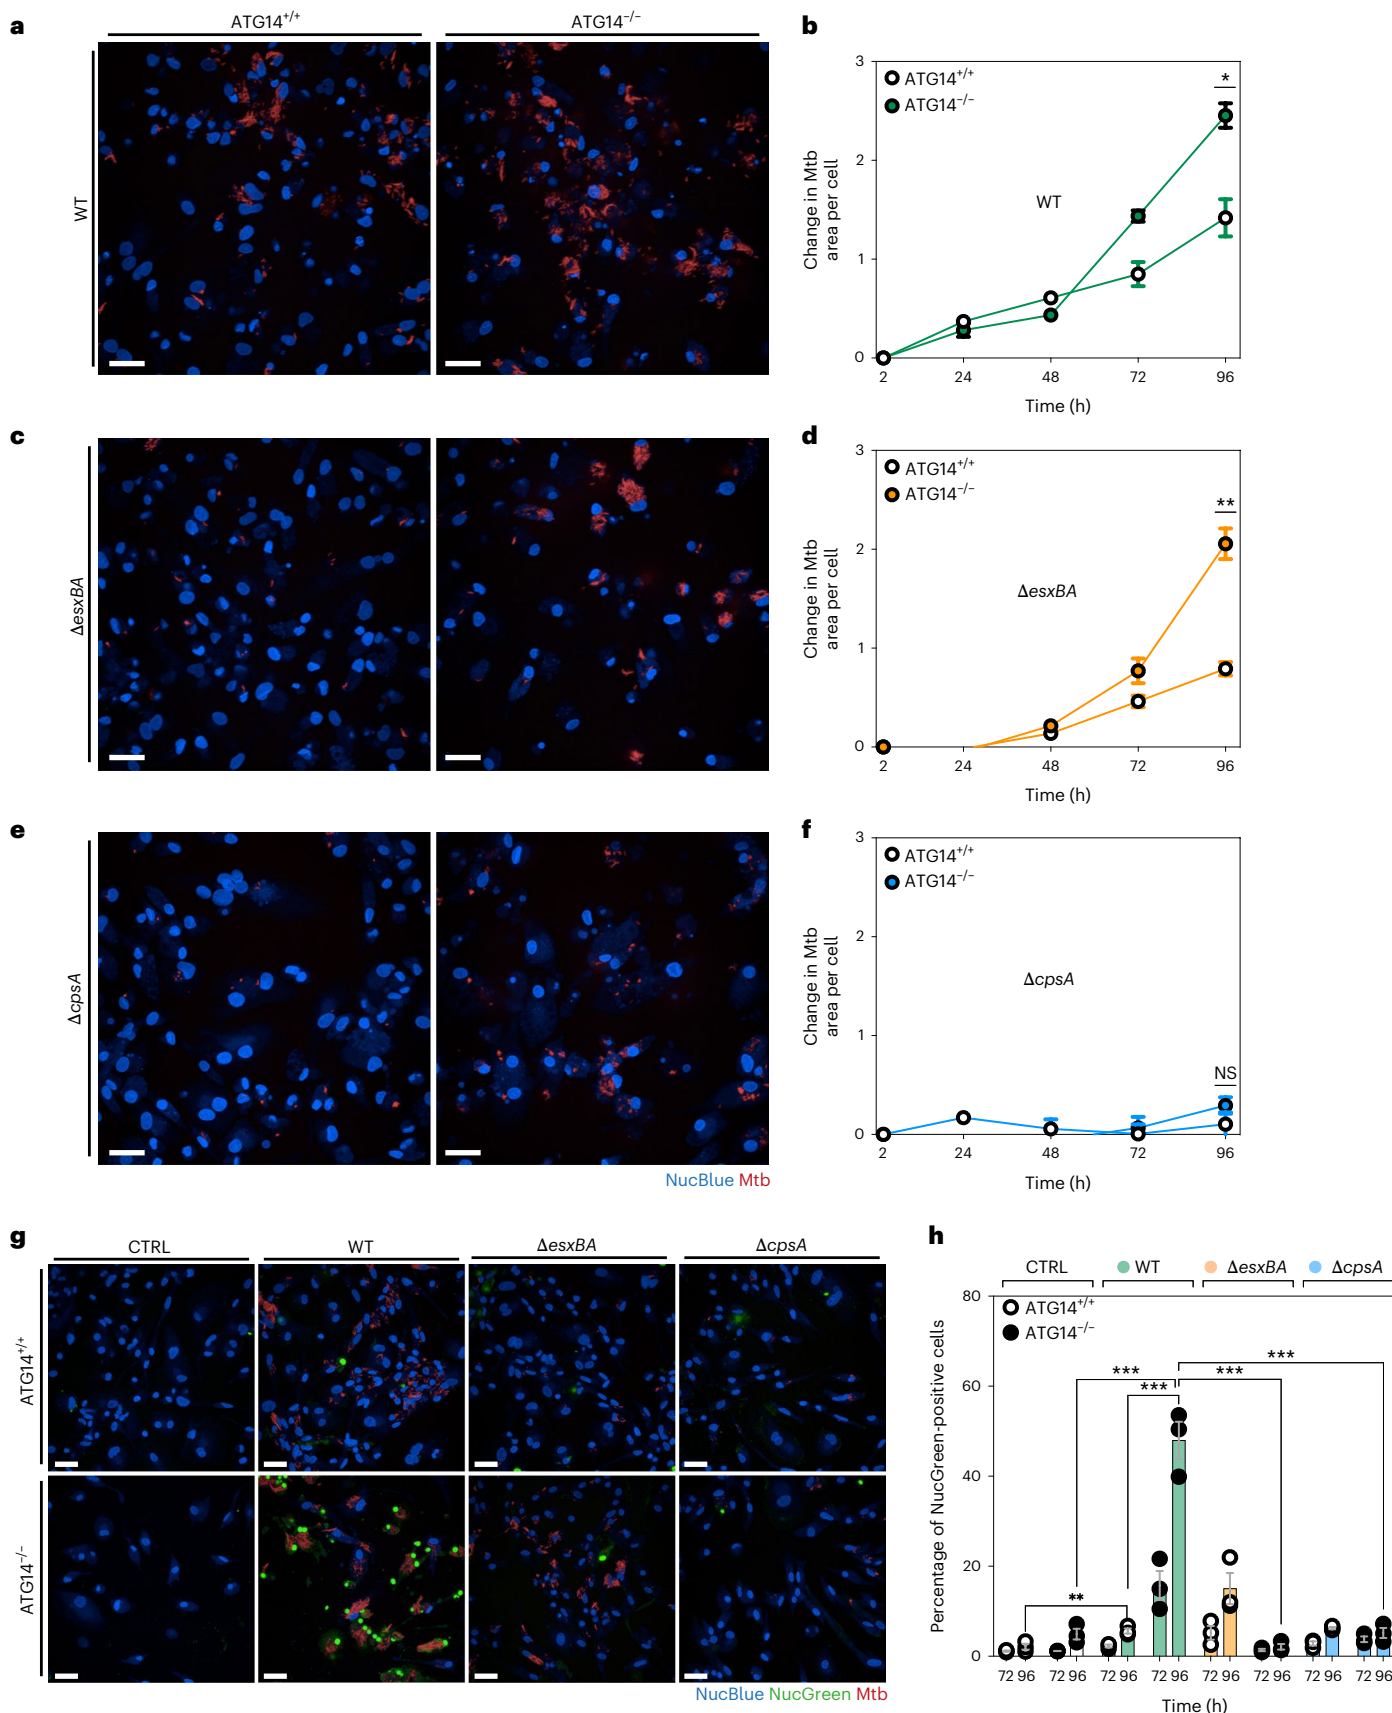 a
ATG14+/+
ATG14−/−
WT
b
ATG14+/+
ATG14−/−
*
WT
Change in Mtb
area per cell
3
2
1
0
2 24 48 72 96
Time (h)
c
ΔesxBA
d
ATG14+/+
ATG14−/−
**
ΔesxBA
Change in Mtb
area per cell
3
2
1
0
2 24 48 72 96
Time (h)
e
ΔcpsA
NucBlue Mtb
f
ATG14+/+
ATG14−/−
ΔcpsA
NS
Change in Mtb
area per cell
3
2
1
0
2 24 48 72 96
Time (h)
g
CTRL WT ΔesxBA ΔcpsA
ATG14+/+
ATG14−/−
NucBlue NucGreen Mtb
h
CTRL WT ΔesxBA ΔcpsA
ATG14+/+
ATG14−/−
***
*** ***
***
**
Percentage of NucGreen-positive cells
80
60
40
20
0
72 96 72 96 72 96 72 96 72 96 72 96 72 96 72 96
Time (h)